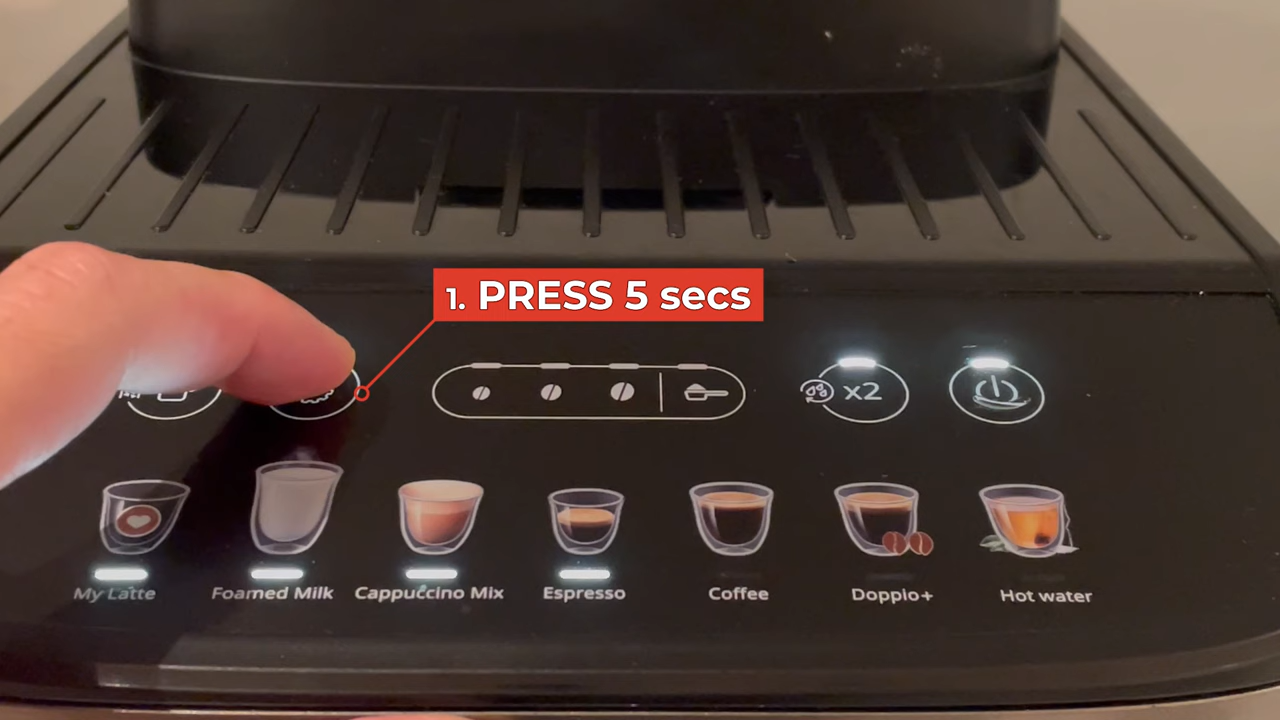 1. PRESS 5 secs
x2
My Latte
Foamed Milk
Cappuccino Mix
Espresso
Coffee
Doppio+
Hot water